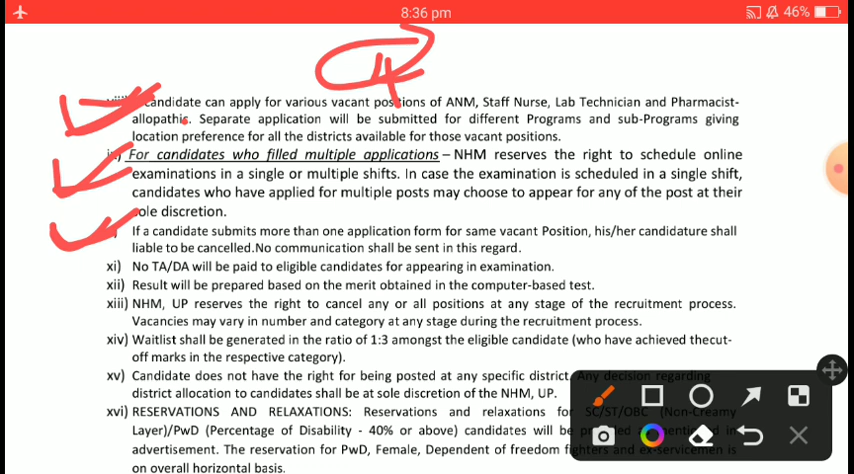 8:36 pm
46%
candidate can apply for various vacant positions of ANM, Staff Nurse, Lab Technician and Pharmacist-
allopathic. Separate application will be submitted for different Programs and sub-Programs giving
location preference for all the districts available for those vacant positions.
For candidates who filled multiple applications – NHM reserves the right to schedule online
examinations in a single or multiple shifts. In case the examination is scheduled in a single shift,
candidates who have applied for multiple posts may choose to appear for any of the post at their
sole discretion.
If a candidate submits more than one application form for same vacant Position, his/her candidature shall
liable to be cancelled.No communication shall be sent in this regard.
xi) No TA/DA will be paid to eligible candidates for appearing in examination.
xii) Result will be prepared based on the merit obtained in the computer-based test.
xiii) NHM, UP reserves the right to cancel any or all positions at any stage of the recruitment process.
Vacancies may vary in number and category at any stage during the recruitment process.
xiv) Waitlist shall be generated in the ratio of 1:3 amongst the eligible candidate (who have achieved thecut-
off marks in the respective category).
xv) Candidate does not have the right for being posted at any specific district. Any decision regarding
district allocation to candidates shall be at sole discretion of the NHM, UP.
xvi) RESERVATIONS AND RELAXATIONS: Reservations and relaxations for SC/ST/OBC (Non-Creamy
Layer)/PwD (Percentage of Disability - 40% or above) candidates will be in
advertisement. The reservation for PwD, Female, Dependent of freedom fighters and ex-servicemen is
on overall horizontal basis.